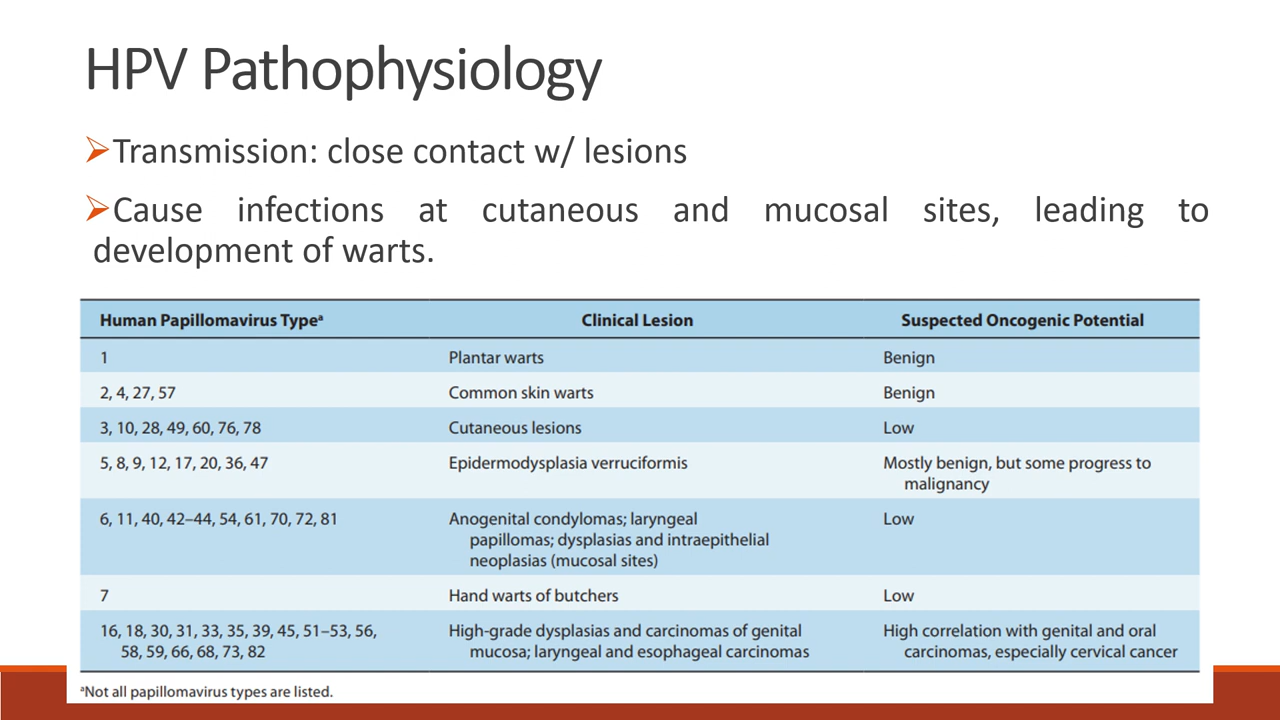 HPV Pathophysiology
Transmission: close contact w/ lesions
Cause infections at cutaneous and mucosal sites, leading to
development of warts.
Human Papillomavirus Typeᵃ Clinical Lesion Suspected Oncogenic Potential
1 Plantar warts Benign
2, 4, 27, 57 Common skin warts Benign
3, 10, 28, 49, 60, 76, 78 Cutaneous lesions Low
5, 8, 9, 12, 17, 20, 36, 47 Epidermodysplasia verruciformis Mostly benign, but some progress to
malignancy
6, 11, 40, 42–44, 54, 61, 70, 72, 81 Anogenital condylomas; laryngeal Low
papillomas; dysplasias and intraepithelial
neoplasias (mucosal sites)
7 Hand warts of butchers Low
16, 18, 30, 31, 33, 35, 39, 45, 51–53, 56, High-grade dysplasias and carcinomas of genital High correlation with genital and oral
58, 59, 66, 68, 73, 82 mucosa; laryngeal and esophageal carcinomas carcinomas, especially cervical cancer
ᵃNot all papillomavirus types are listed.